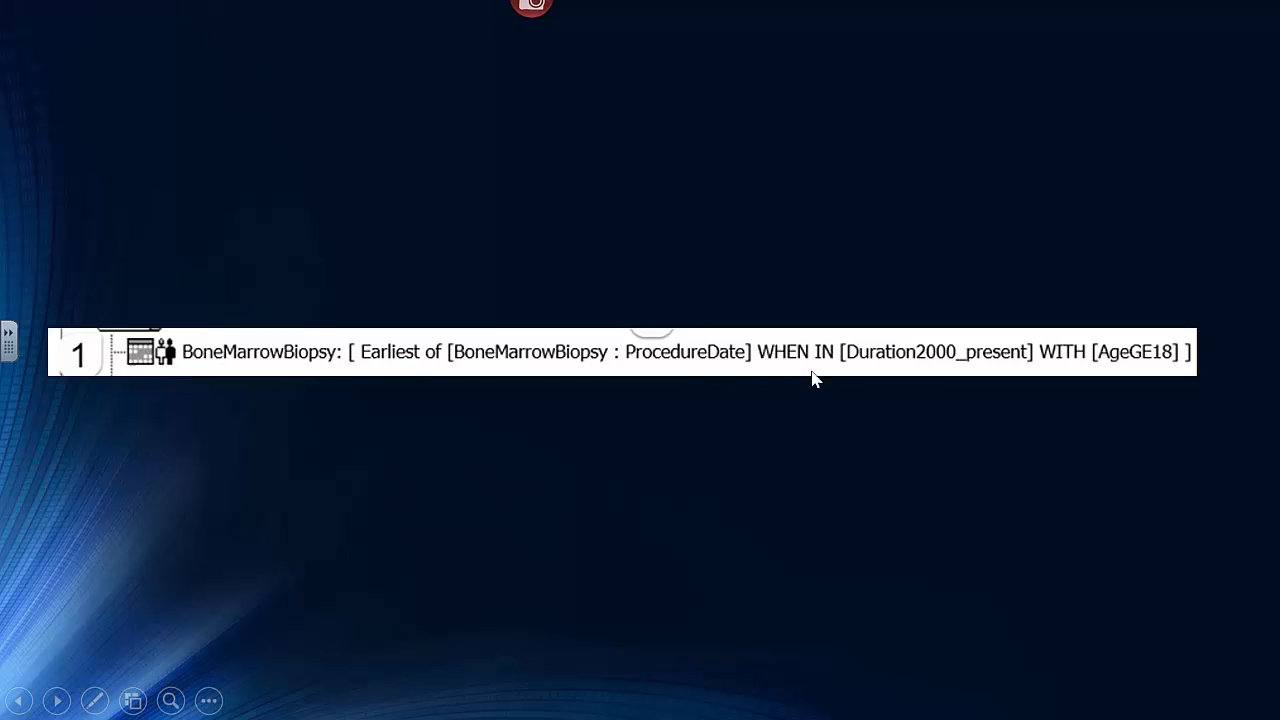 1 BoneMarrowBiopsy: [ Earliest of [BoneMarrowBiopsy : ProcedureDate] WHEN IN [Duration2000_present] WITH [AgeGE18] ]